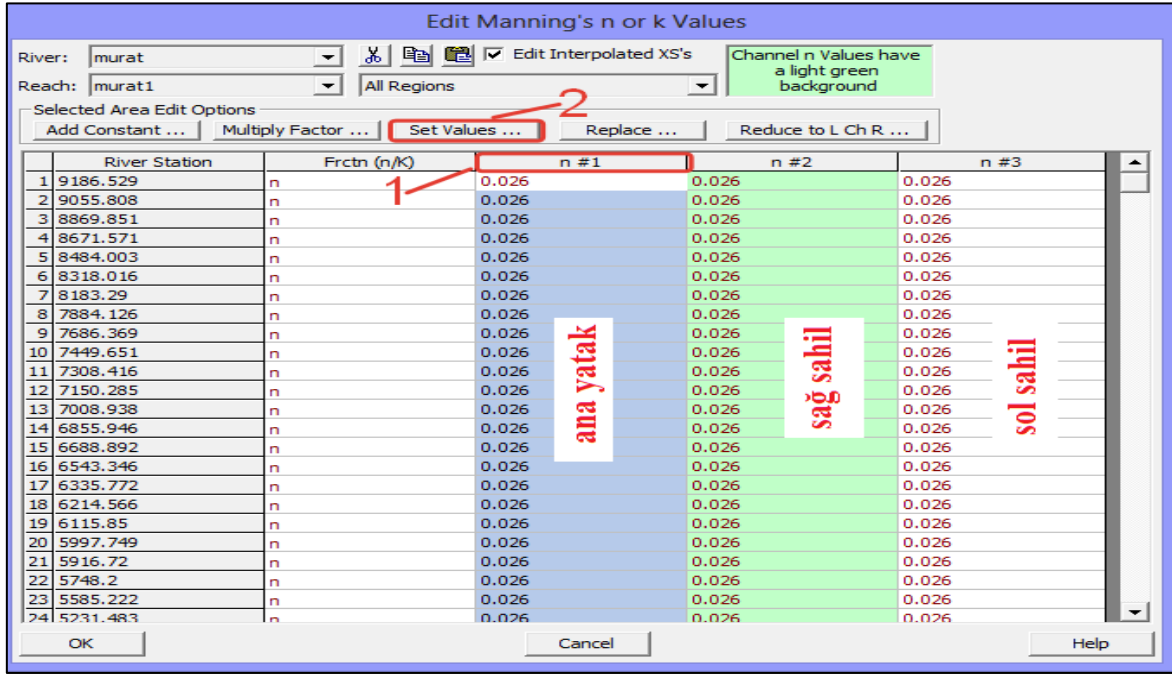 Edit Manning's n or k Values
River: murat Edit Interpolated XS's Channel n Values have a light green background
Reach: murat1 All Regions
Selected Area Edit Options
2
Add Constant ... Multiply Factor ... Set Values ... Replace ... Reduce to L Ch R ...
River Station Frctn (n/K) n #1 n #2 n #3
1
1 9186.529 n 0.026 0.026 0.026
2 9055.808 n 0.026 0.026 0.026
3 8869.851 n 0.026 0.026 0.026
4 8671.571 n 0.026 0.026 0.026
5 8484.003 n 0.026 0.026 0.026
6 8318.016 n 0.026 0.026 0.026
7 8183.29 n 0.026 0.026 0.026
8 7884.126 n 0.026 0.026 0.026
9 7686.369 n 0.026 0.026 0.026
10 7449.651 n 0.026 0.026 0.026
11 7308.416 n 0.026 0.026 0.026
12 7150.285 n 0.026 0.026 0.026
13 7008.938 n 0.026 0.026 0.026
14 6855.946 n 0.026 0.026 0.026
15 6688.892 n 0.026 0.026 0.026
16 6543.346 n 0.026 0.026 0.026
17 6335.772 n 0.026 0.026 0.026
18 6214.566 n 0.026 0.026 0.026
19 6115.85 n 0.026 0.026 0.026
20 5997.749 n 0.026 0.026 0.026
21 5916.72 n 0.026 0.026 0.026
22 5748.2 n 0.026 0.026 0.026
23 5585.222 n 0.026 0.026 0.026
24 5231.483 n 0.026 0.026 0.026
ana yatak
sağ sahil
sol sahil
OK Cancel Help